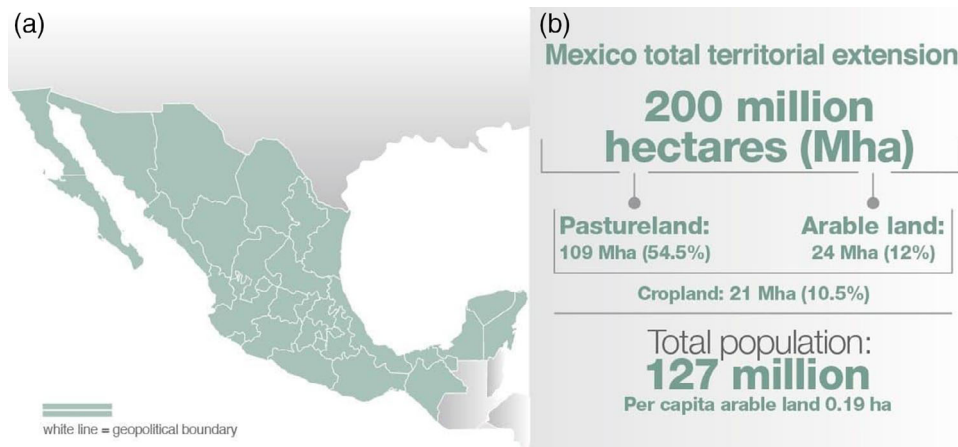 (a)
white line = geopolitical boundary
(b)
Mexico total territorial extension
200 million
hectares (Mha)
Pastureland:
109 Mha (54.5%)
Arable land:
24 Mha (12%)
Cropland: 21 Mha (10.5%)
Total population:
127 million
Per capita arable land 0.19 ha